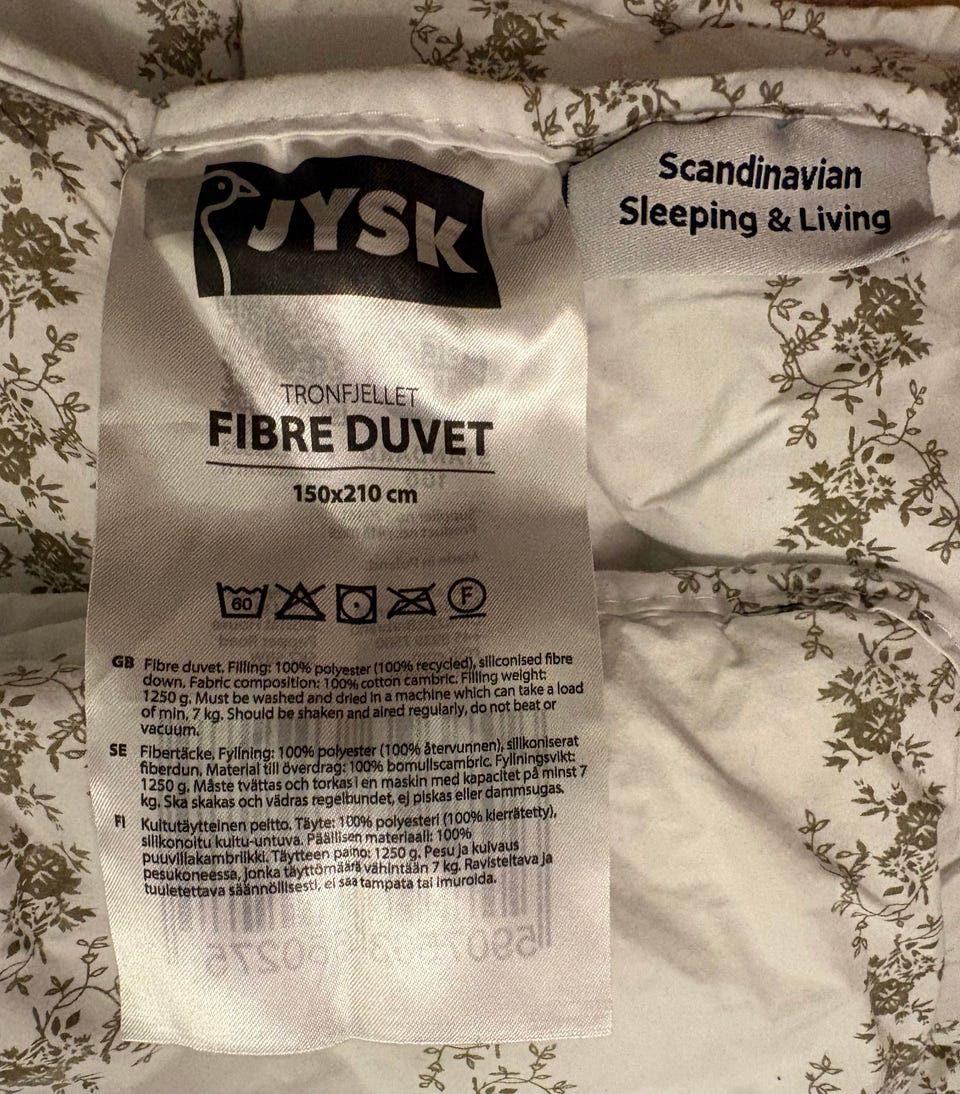 JYSK
Scandinavian
Sleeping & Living
TRONFJELLET
FIBRE DUVET
150x210 cm
60
F
GB Fibre duvet. Filling: 100% polyester (100% recycled), siliconised fibre
down. Fabric composition: 100% cotton cambric. Filling weight:
1250 g. Must be washed and dried in a machine which can take a load
of min. 7 kg. Should be shaken and aired regularly, do not beat or
vacuum.
SE Fibertäcke. Fyllning: 100% polyester (100% återvunnen), silikoniserat
fiberdun. Material till överdrag: 100% bomullscambric. Fyllningsvikt:
1250 g. Måste tvättas och torkas i en maskin med kapacitet på minst 7
kg. Ska skakas och vädras regelbundet, ej piskas eller dammsugas.
FI Kuitutäytteinen peitto. Täyte: 100% polyesteri (100% kierrätetty),
silikonoitu kuitu-untuva. Päällisen materiaali: 100%
puuvillakambriikki. Täytteen paino: 1250 g. Pesu ja kuivaus
pesukoneessa, jonka täyttömäärä vähintään 7 kg. Ravisteltava ja
tuuletettava säännöllisesti, ei saa tampata tai imuroida.